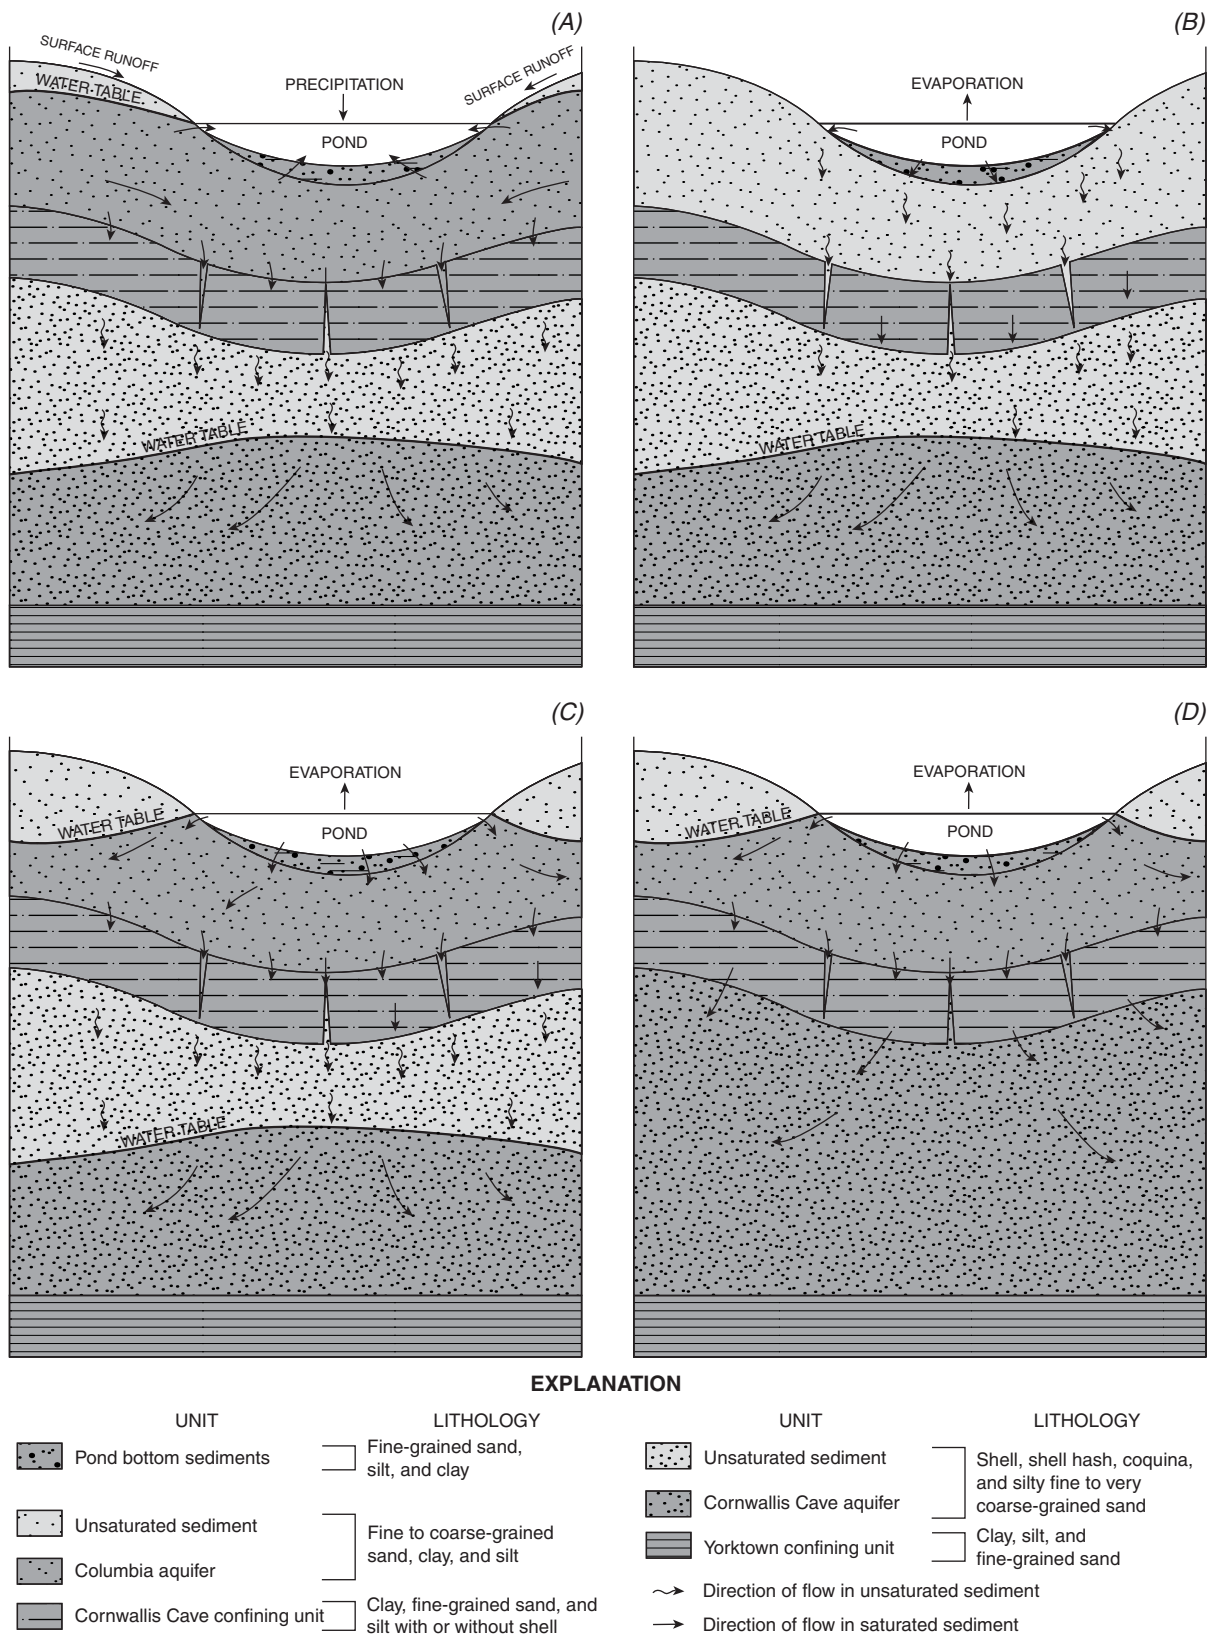 (A)
SURFACE RUNOFF
WATER TABLE
PRECIPITATION
SURFACE RUNOFF
POND
WATER TABLE
(B)
EVAPORATION
POND
WATER TABLE
(C)
EVAPORATION
WATER TABLE
POND
WATER TABLE
(D)
EVAPORATION
WATER TABLE
POND
EXPLANATION
UNIT
LITHOLOGY
Pond bottom sediments
Fine-grained sand,
silt, and clay
Unsaturated sediment
Columbia aquifer
Fine to coarse-grained
sand, clay, and silt
Cornwallis Cave confining unit
Clay, fine-grained sand, and
silt with or without shell
UNIT
LITHOLOGY
Unsaturated sediment
Cornwallis Cave aquifer
Shell, shell hash, coquina,
and silty fine to very
coarse-grained sand
Yorktown confining unit
Clay, silt, and
fine-grained sand
Direction of flow in unsaturated sediment
Direction of flow in saturated sediment